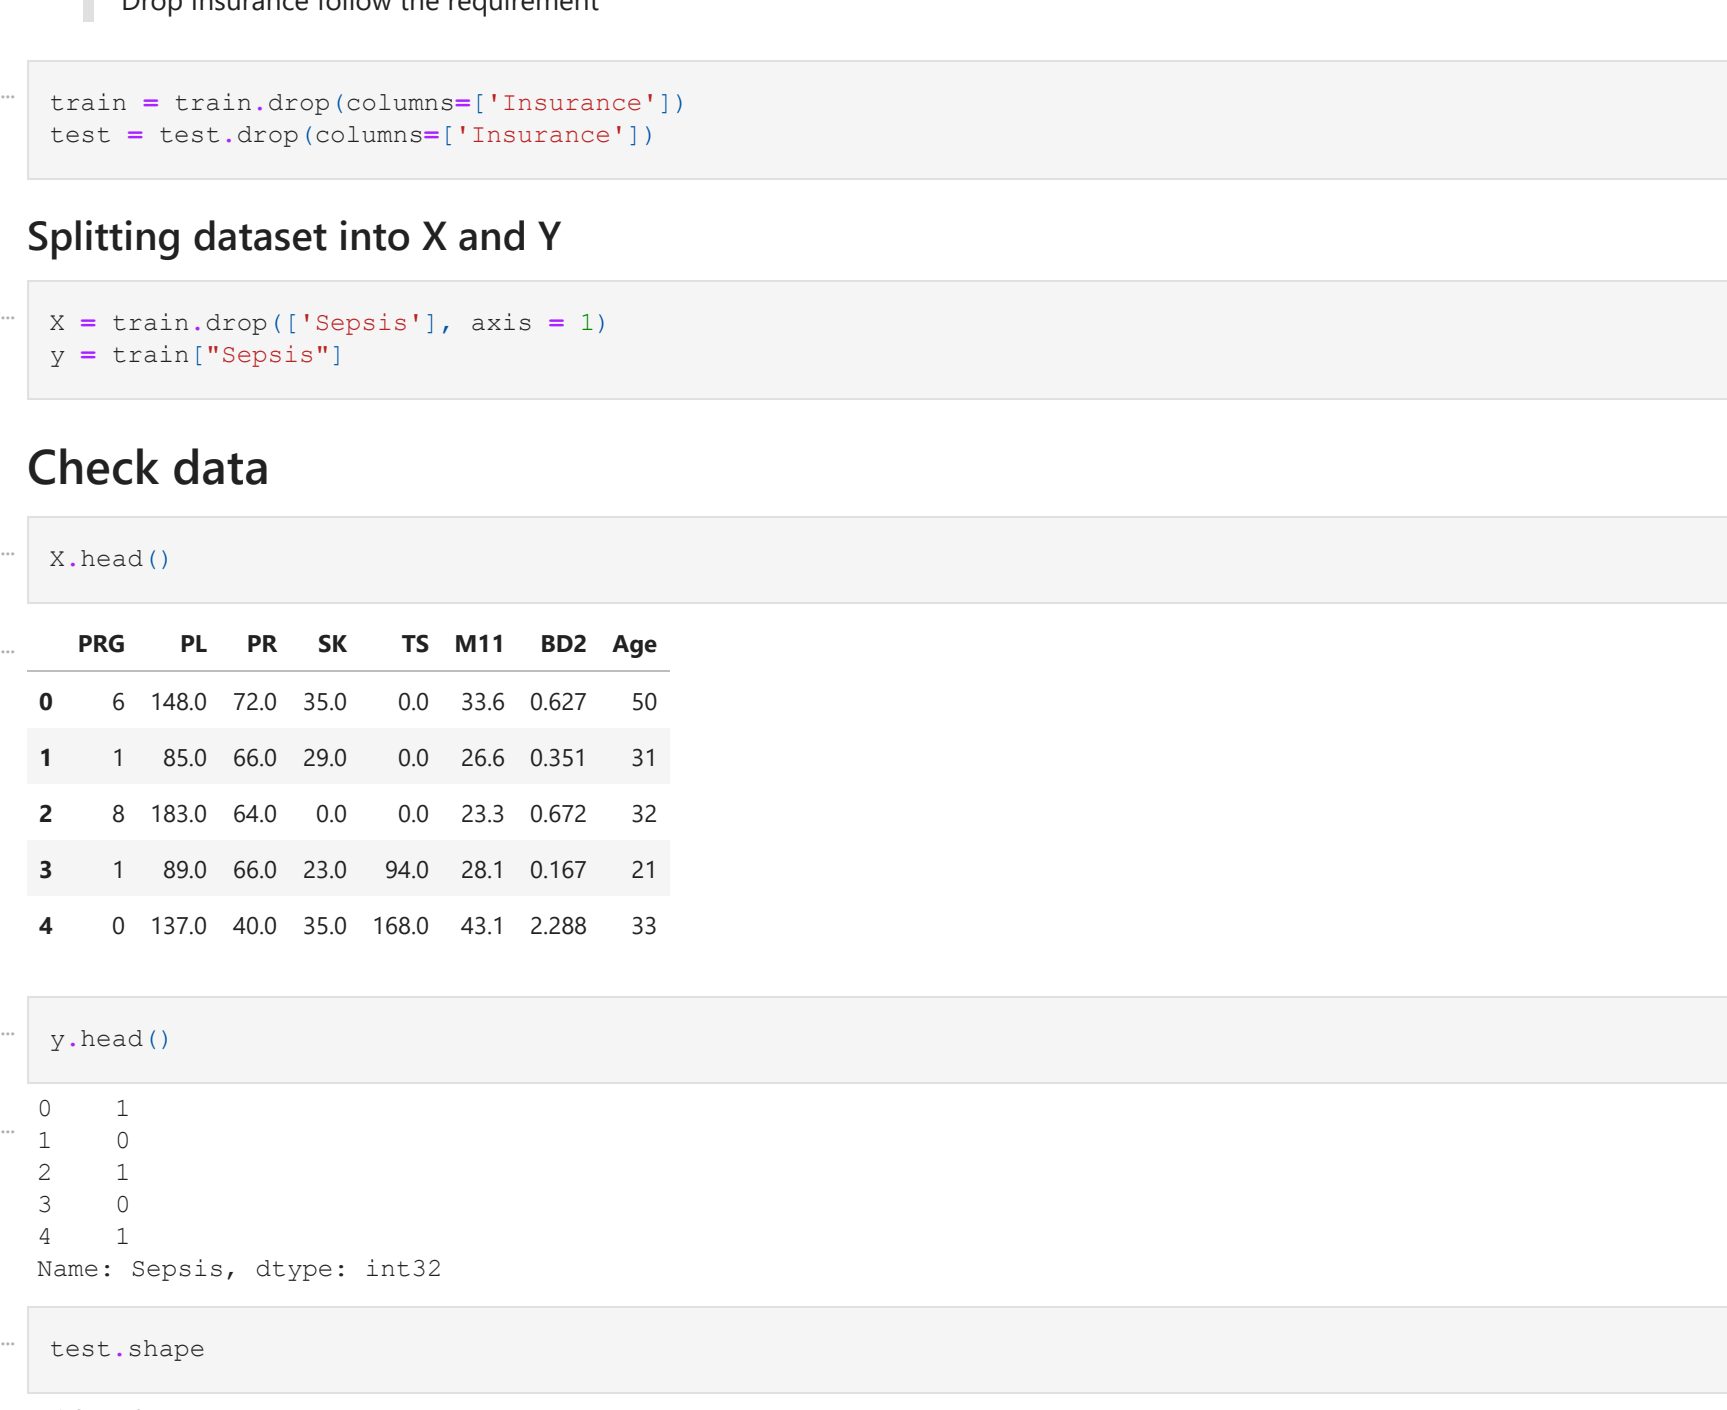 Drop Insurance follow the requirement
train = train.drop(columns=['Insurance'])
test = test.drop(columns=['Insurance'])
Splitting dataset into X and Y
X = train.drop(['Sepsis'], axis = 1)
y = train["Sepsis"]
Check data
X.head()
PRG PL PR SK TS M11 BD2 Age
0 6 148.0 72.0 35.0 0.0 33.6 0.627 50
1 1 85.0 66.0 29.0 0.0 26.6 0.351 31
2 8 183.0 64.0 0.0 0.0 23.3 0.672 32
3 1 89.0 66.0 23.0 94.0 28.1 0.167 21
4 0 137.0 40.0 35.0 168.0 43.1 2.288 33
y.head()
0 1
1 0
2 1
3 0
4 1
Name: Sepsis, dtype: int32
test.shape